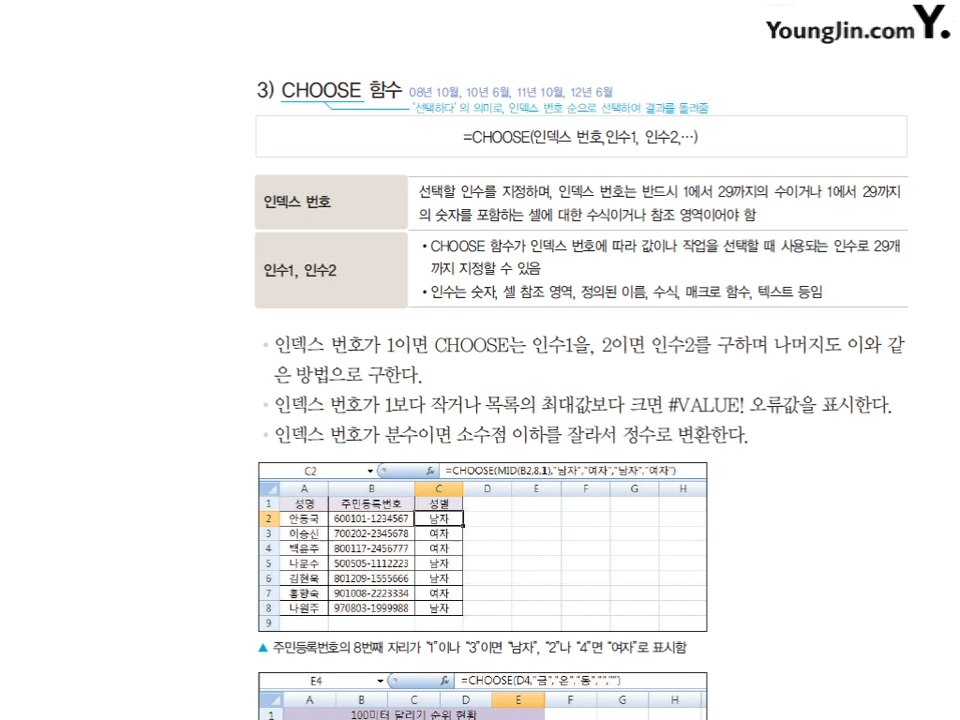 YoungJin.com Y.
3) CHOOSE 함수 08년 10월, 10년 6월, 11년 10월, 12년 6월
'선택하다'의 의미로, 인덱스 번호 순으로 선택하여 결과를 돌려줌
=CHOOSE(인덱스 번호,인수1, 인수2,…)
인덱스 번호
선택할 인수를 지정하며, 인덱스 번호는 반드시 1에서 29까지의 수이거나 1에서 29까지
의 숫자를 포함하는 셀에 대한 수식이거나 참조 영역이어야 함
인수1, 인수2
• CHOOSE 함수가 인덱스 번호에 따라 값이나 작업을 선택할 때 사용되는 인수로 29개
까지 지정할 수 있음
• 인수는 숫자, 셀 참조 영역, 정의된 이름, 수식, 매크로 함수, 텍스트 등임
• 인덱스 번호가 1이면 CHOOSE는 인수1을, 2이면 인수2를 구하며 나머지도 이와 같
은 방법으로 구한다.
• 인덱스 번호가 1보다 작거나 목록의 최대값보다 크면 #VALUE! 오류값을 표시한다.
• 인덱스 번호가 분수이면 소수점 이하를 잘라서 정수로 변환한다.
C2 fx =CHOOSE(MID(B2,8,1),"남자","여자","남자","여자")
A B C D E F G H
1 성명 주민등록번호 성별
2 안동국 600101-1234567 남자
3 이승신 700202-2345678 여자
4 백윤주 800117-2456777 여자
5 나운수 500505-1112223 남자
6 김현욱 801209-1555666 남자
7 홍향숙 901008-2223334 여자
8 나원주 970803-1999988 남자
9
▲ 주민등록번호의 8번째 자리가 "1"이나 "3"이면 "남자", "2"나 "4"면 "여자"로 표시함
E4 fx =CHOOSE(D4,"금","은","동","","")
A B C D E F G H
1 100미터 달리기 순위 현황